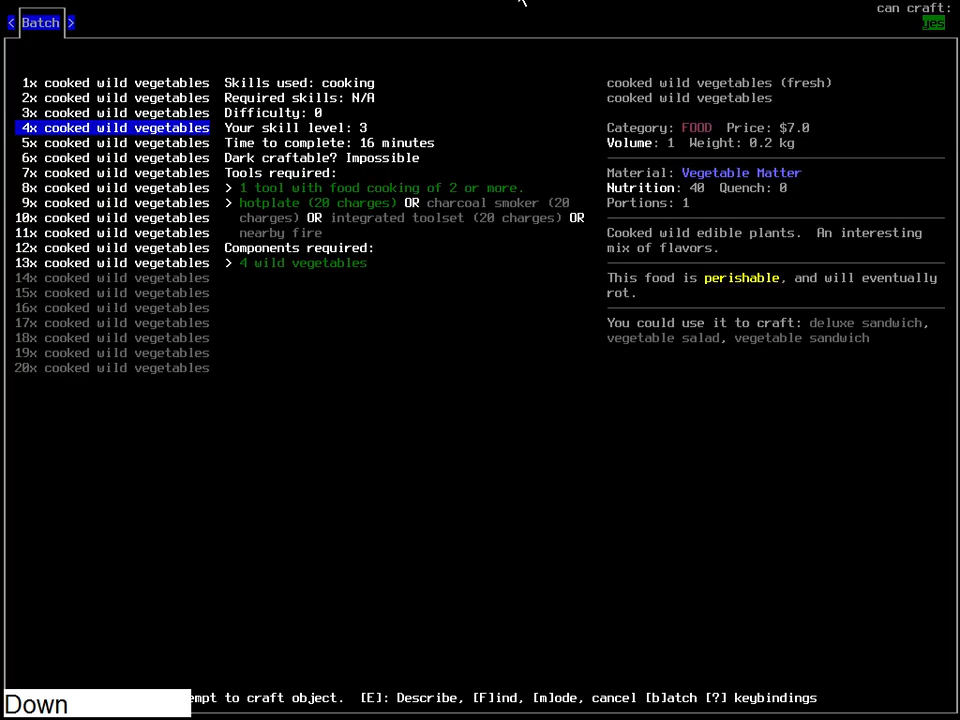 can craft:
< Batch > yes
1x cooked wild vegetables Skills used: cooking cooked wild vegetables (fresh)
2x cooked wild vegetables Required skills: N/A cooked wild vegetables
3x cooked wild vegetables Difficulty: 0
4x cooked wild vegetables Your skill level: 3 Category: FOOD Price: $7.0
5x cooked wild vegetables Time to complete: 16 minutes Volume: 1 Weight: 0.2 kg
6x cooked wild vegetables Dark craftable? Impossible
7x cooked wild vegetables Tools required: Material: Vegetable Matter
8x cooked wild vegetables > 1 tool with food cooking of 2 or more. Nutrition: 40 Quench: 0
9x cooked wild vegetables > hotplate (20 charges) OR charcoal smoker (20 Portions: 1
10x cooked wild vegetables charges) OR integrated toolset (20 charges) OR
11x cooked wild vegetables nearby fire Cooked wild edible plants. An interesting
12x cooked wild vegetables Components required: mix of flavors.
13x cooked wild vegetables > 4 wild vegetables
14x cooked wild vegetables This food is perishable, and will eventually
15x cooked wild vegetables rot.
16x cooked wild vegetables
17x cooked wild vegetables You could use it to craft: deluxe sandwich,
18x cooked wild vegetables vegetable salad, vegetable sandwich
19x cooked wild vegetables
20x cooked wild vegetables
Down empt to craft object. [E]: Describe, [F]ind, [m]ode, cancel [b]atch [?] keybindings